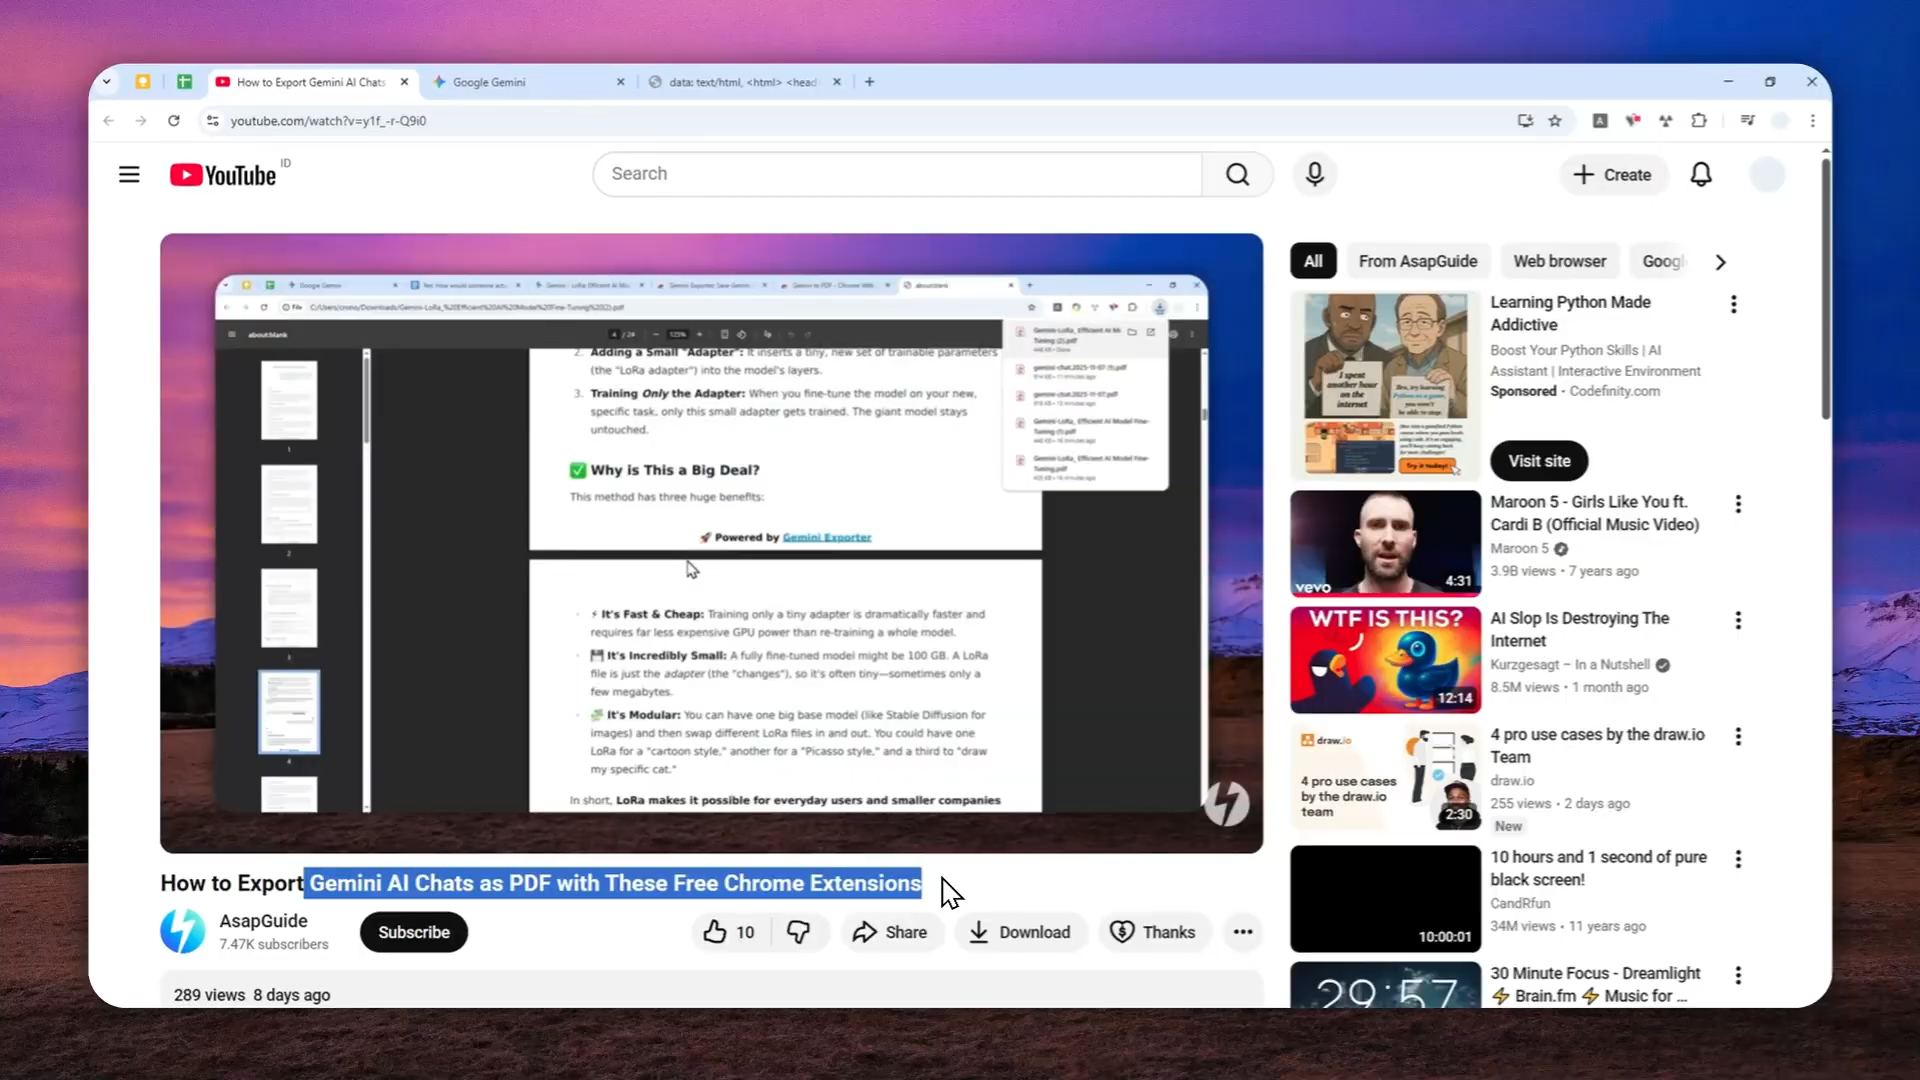 How to Export Gemini AI Chats
Google Gemini
data: text/html, <html> <head
youtube.com/watch?v=y1f_-r-Q9i0
YouTube
ID
Search
Create
about:blank
4 / 24
125%
2. Adding a Small "Adapter": It inserts a tiny, new set of trainable parameters
(the "LoRa adapter") into the model's layers.
3. Training Only the Adapter: When you fine-tune the model on your new,
specific task, only this small adapter gets trained. The giant model stays
untouched.
✅ Why is This a Big Deal?
This method has three huge benefits:
🚀 Powered by Gemini Exporter
⚡ It's Fast & Cheap: Training only a tiny adapter is dramatically faster and
requires far less expensive GPU power than re-training a whole model.
💾 It's Incredibly Small: A fully fine-tuned model might be 100 GB. A LoRa
file is just the adapter (the "changes"), so it's often tiny—sometimes only a
few megabytes.
It's Modular: You can have one big base model (like Stable Diffusion for
images) and then swap different LoRa files in and out. You could have one
LoRa for a "cartoon style," another for a "Picasso style," and a third to "draw
my specific cat."
In short, LoRa makes it possible for everyday users and smaller companies
How to Export Gemini AI Chats as PDF with These Free Chrome Extensions
AsapGuide
7.47K subscribers
Subscribe
10
Share
Download
Thanks
289 views 8 days ago
All
From AsapGuide
Web browser
Googl
I spent
another hour
on the
internet
Try it today!
Learning Python Made
Addictive
Boost Your Python Skills | AI
Assistant | Interactive Environment
Sponsored · Codefinity.com
Visit site
vevo
4:31
Maroon 5 - Girls Like You ft.
Cardi B (Official Music Video)
Maroon 5
3.9B views • 7 years ago
WTF IS THIS?
12:14
AI Slop Is Destroying The
Internet
Kurzgesagt – In a Nutshell
8.5M views • 1 month ago
draw.io
4 pro use cases
by the draw.io
team
2:30
4 pro use cases by the draw.io
Team
draw.io
255 views • 2 days ago
New
10:00:01
10 hours and 1 second of pure
black screen!
CandRfun
34M views • 11 years ago
29:57
30 Minute Focus - Dreamlight
⚡ Brain.fm ⚡ Music for ...